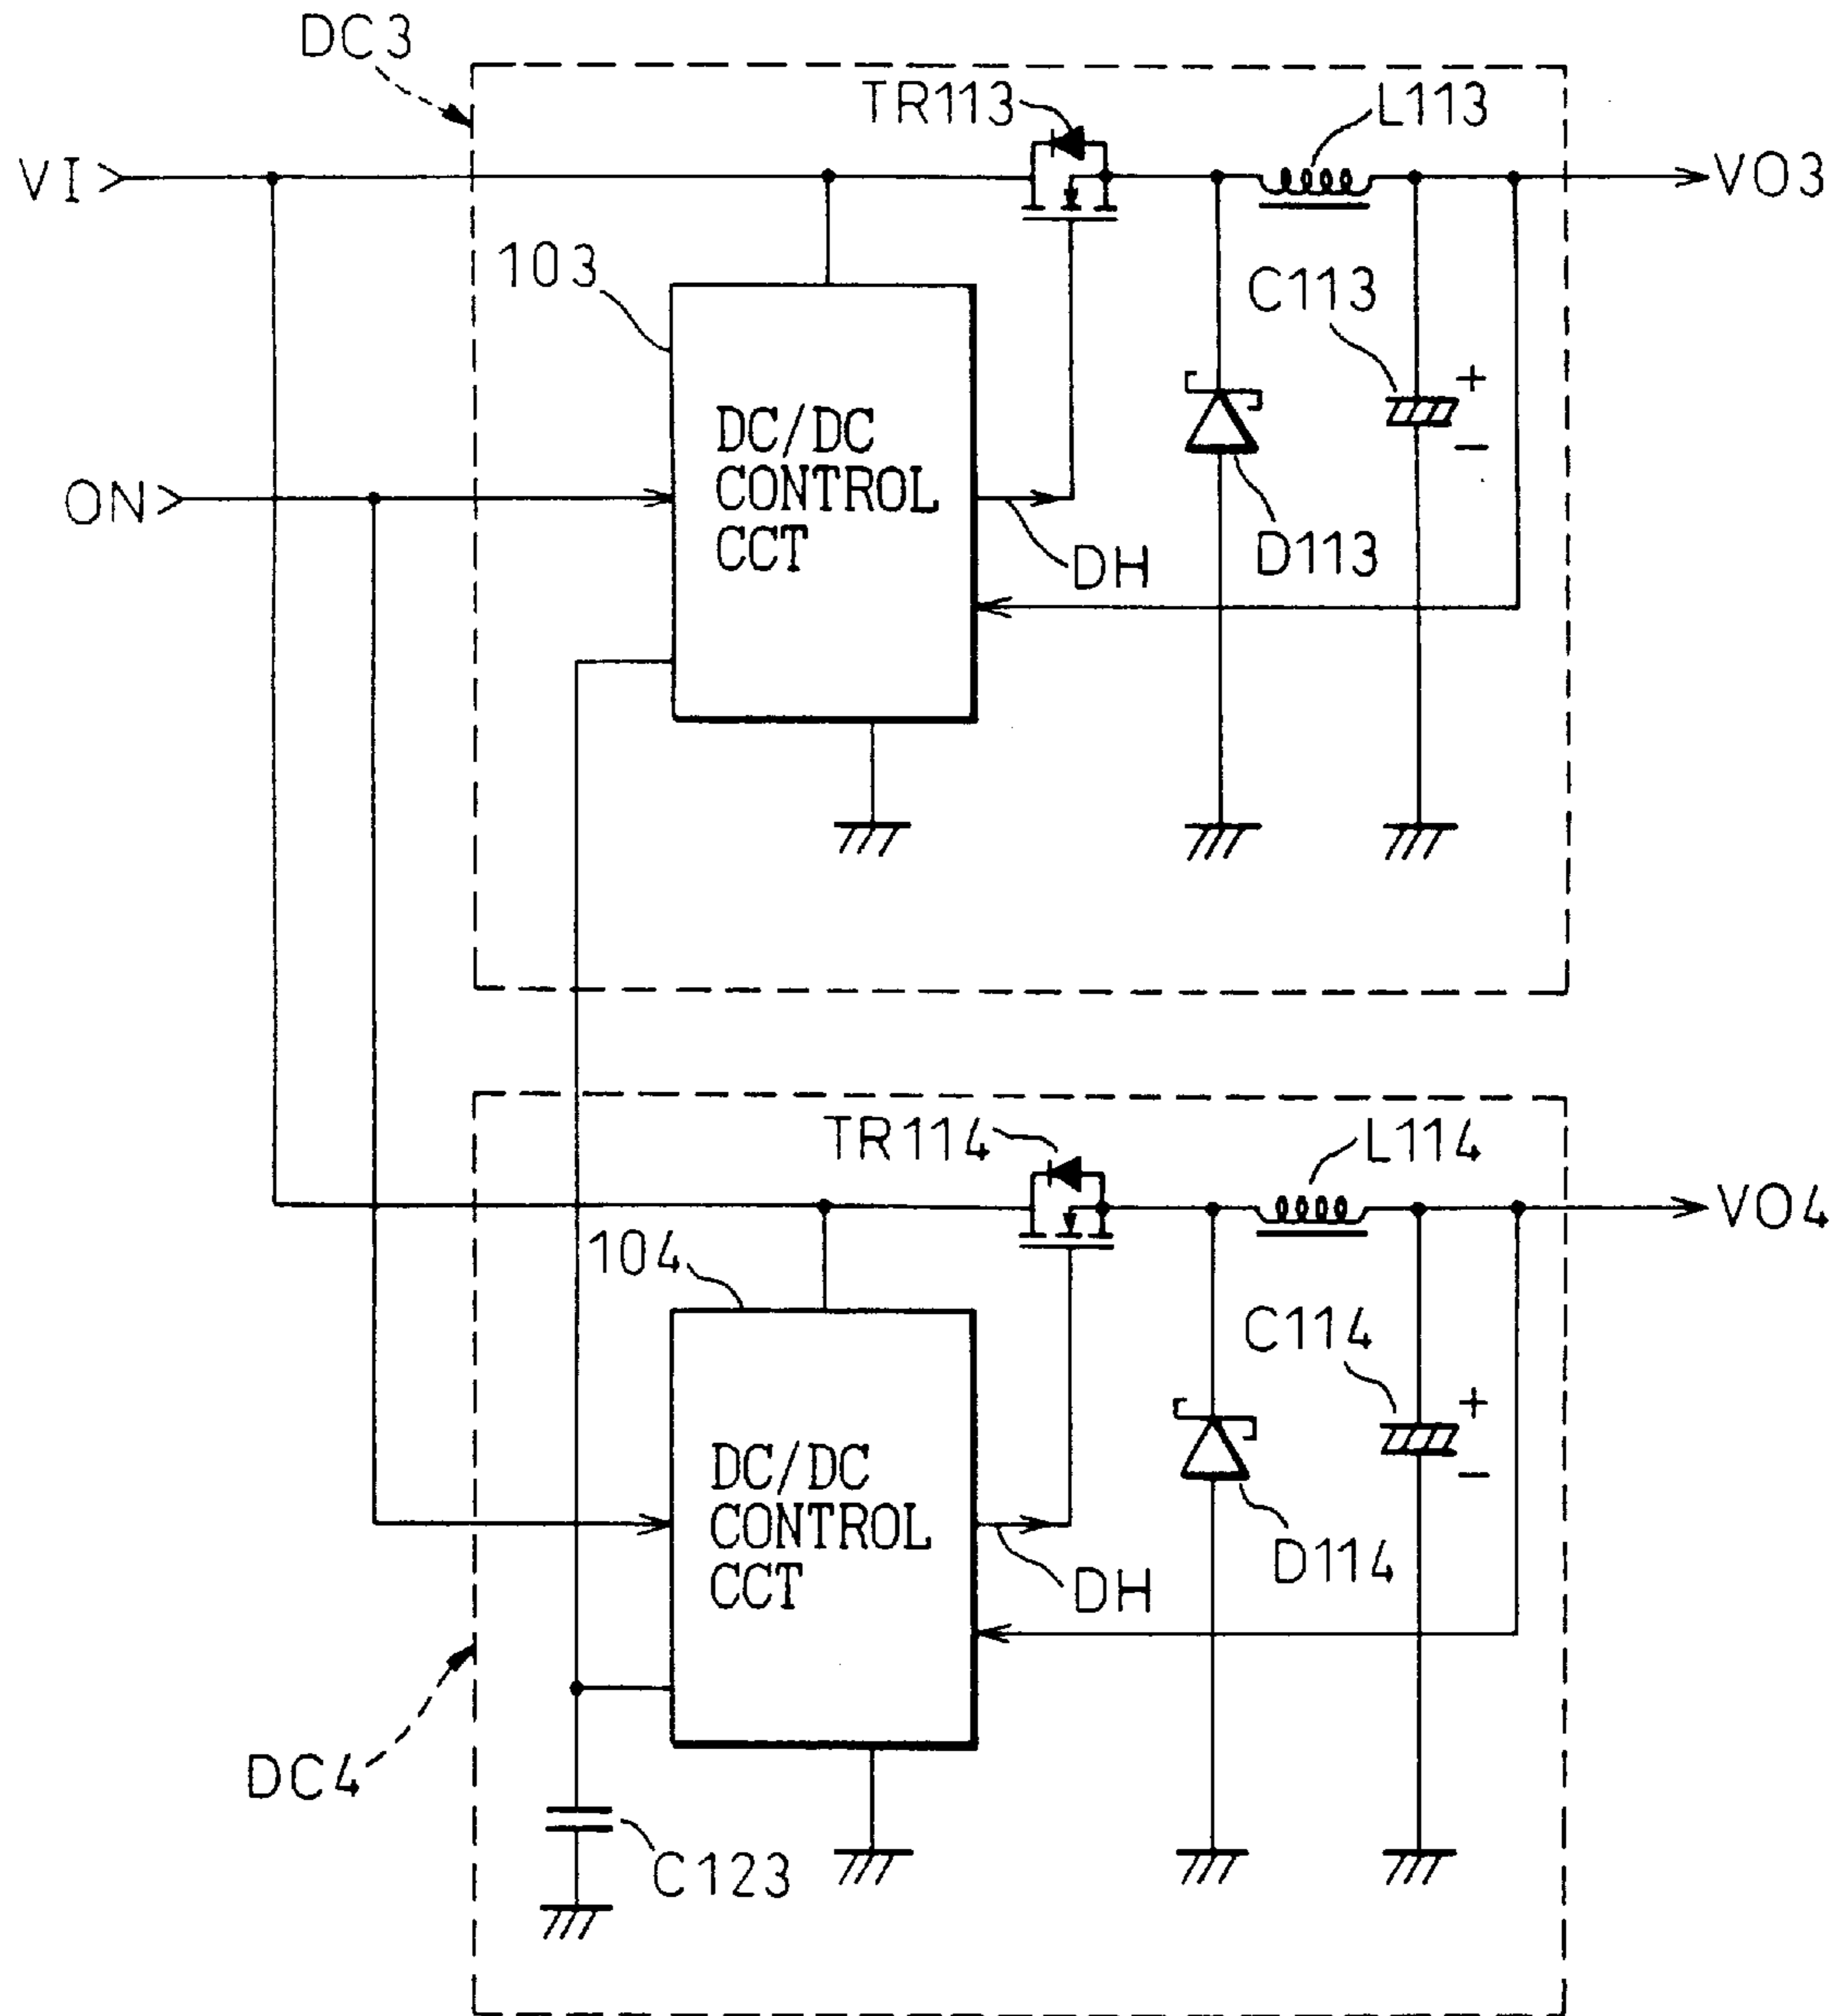 DC3
TR113
L113
VI
VO3
103
C113
+
DC/DC
CONTROL
CCT
ON
−
D113
DH
TR114
L114
VO4
104
C114
+
DC/DC
CONTROL
CCT
−
D114
DH
DC4
C123